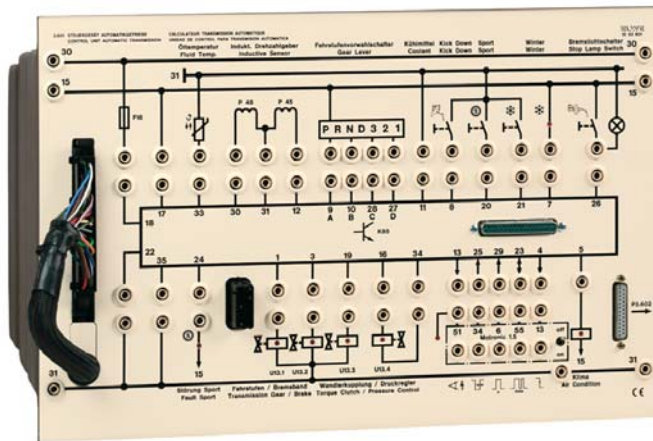 STEUERGERÄT AUTOMATIKGETRIEBE
CONTROL UNIT AUTOMATIC TRANSMISSION
CALCULATEUR TRANSMISSION AUTOMATIQUE
UNIDAD DE CONTROL PARA TRANSMISION AUTOMATICA
30 Öltemperatur Indukt. Drehzahlgeber Fahrstufenvorwahlschalter Kühlmittel Kick Down Sport Winter Bremslichtschalter 30
Fluid Temp. Inductive Sensor Gear Lever Coolant Kick Down Sport Winter Stop Lamp Switch
15 31 15
P 48 P 45
F16 P R N D 3 2 1
17 33 30 31 12 9 10 28 27 11 8 20 21 7 26
A B C D
18
K85
22
35 24 1 3 19 16 34 13 25 29 23 4 5
P3.602
S 51 34 6 55 13
Motronic 1.5 off
on
U13.1 U13.2 U13.3 U13.4
15 15
31 31
Störung Sport Fahrstufen / Bremsband Wandlerkupplung / Druckregler Klima
Fault Sport Transmission Gear / Brake Torque Clutch / Pressure Control Air Condition
CE